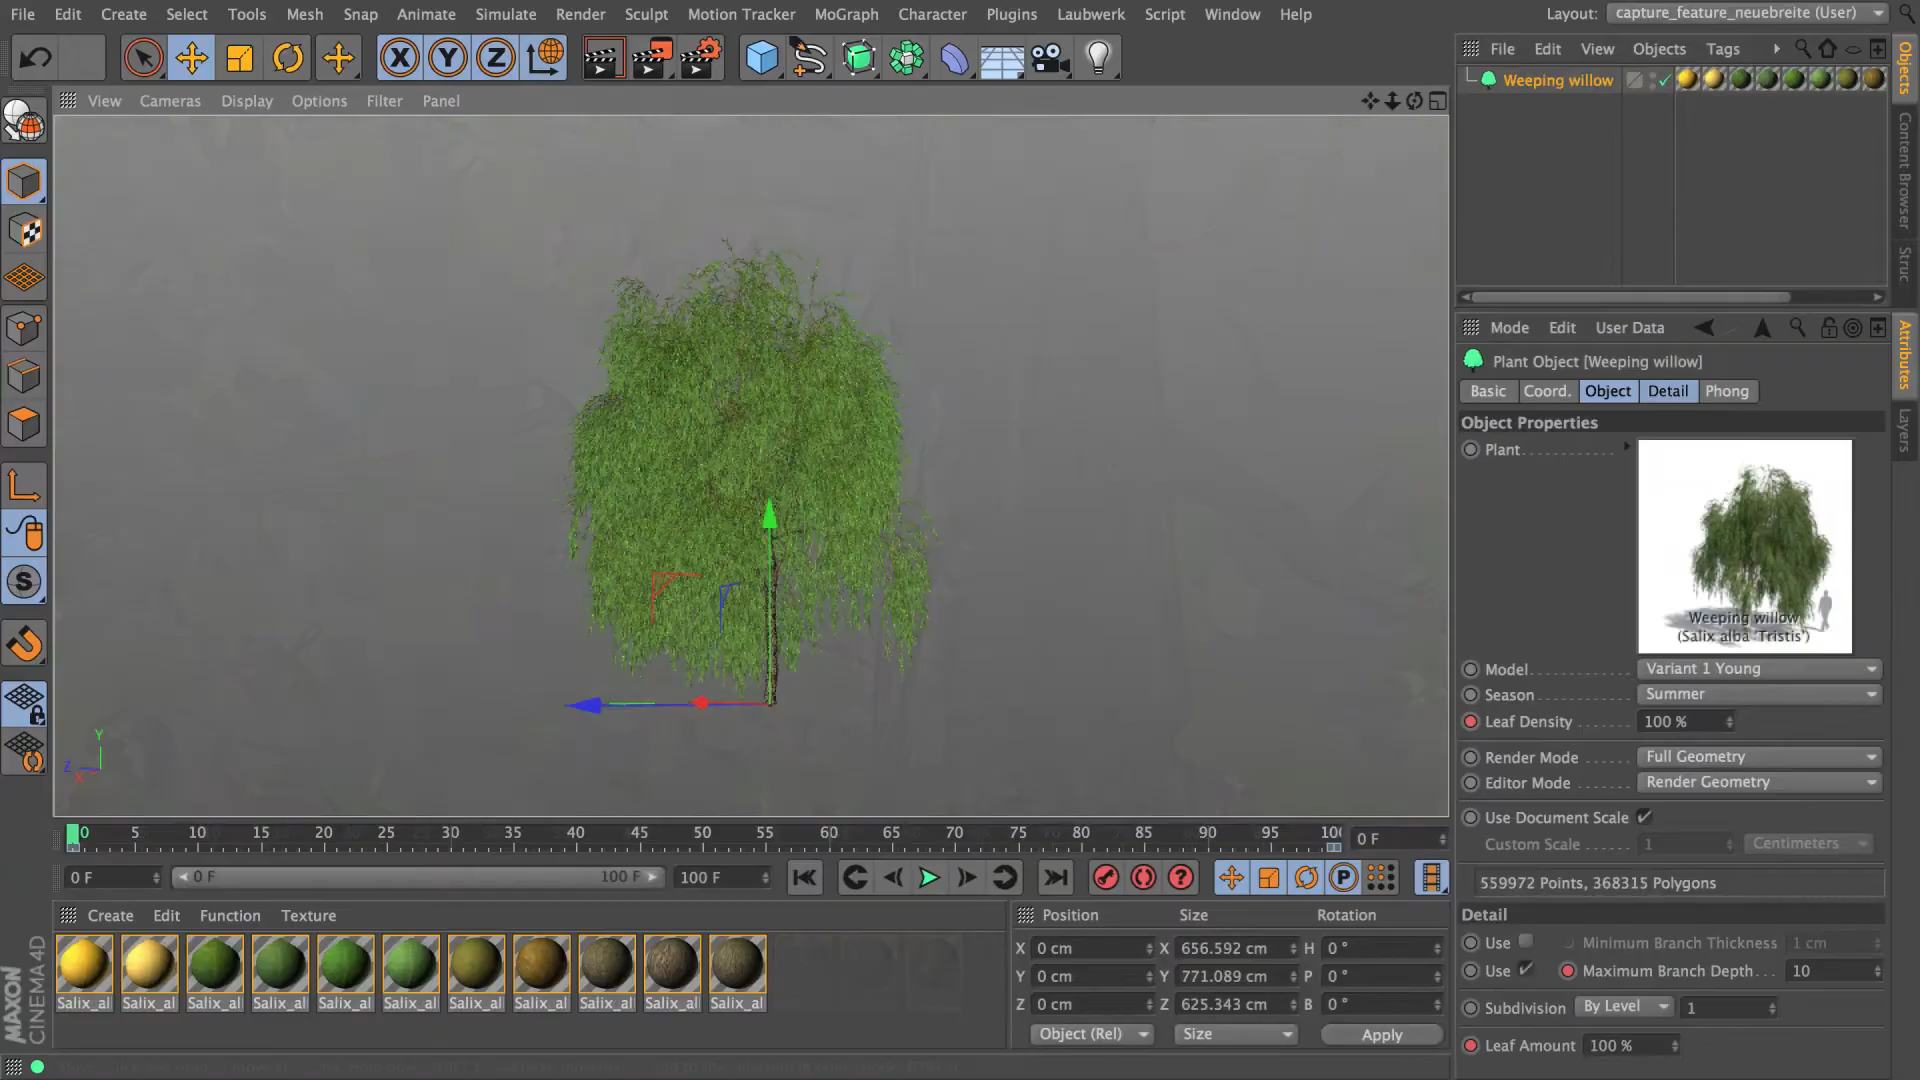 File Edit Create Select Tools Mesh Snap Animate Simulate Render Sculpt Motion Tracker MoGraph Character Plugins Laubwerk Script Window Help
Layout: capture_feature_neuebreite (User)
X Y Z
File Edit View Objects Tags
Weeping willow
Objects
Content Browser
Struc
View Cameras Display Options Filter Panel
Mode Edit User Data
Plant Object [Weeping willow]
Basic Coord. Object Detail Phong
Attributes
Layers
Object Properties
Plant
Weeping willow
(Salix alba 'Tristis')
Model Variant 1 Young
Season Summer
Leaf Density 100 %
Render Mode Full Geometry
Editor Mode Render Geometry
Use Document Scale
Custom Scale 1 Centimeters
559972 Points, 368315 Polygons
Detail
Use Minimum Branch Thickness 1 cm
Use Maximum Branch Depth 10
Subdivision By Level 1
Leaf Amount 100 %
S
Y
Z
X
0 5 10 15 20 25 30 35 40 45 50 55 60 65 70 75 80 85 90 95 100
0 F
0 F 0 F 100 F 100 F
P
Create Edit Function Texture
Salix_al Salix_al Salix_al Salix_al Salix_al Salix_al Salix_al Salix_al Salix_al Salix_al Salix_al
MAXON
CINEMA 4D
Position Size Rotation
X 0 cm X 656.592 cm H 0 °
Y 0 cm Y 771.089 cm P 0 °
Z 0 cm Z 625.343 cm B 0 °
Object (Rel) Size Apply